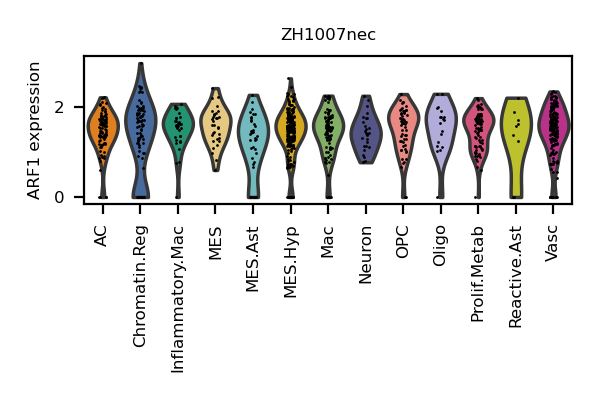 ZH1007nec
ARF1 expression
2
0
AC
Chromatin.Reg
Inflammatory.Mac
MES
MES.Ast
MES.Hyp
Mac
Neuron
OPC
Oligo
Prolif.Metab
Reactive.Ast
Vasc